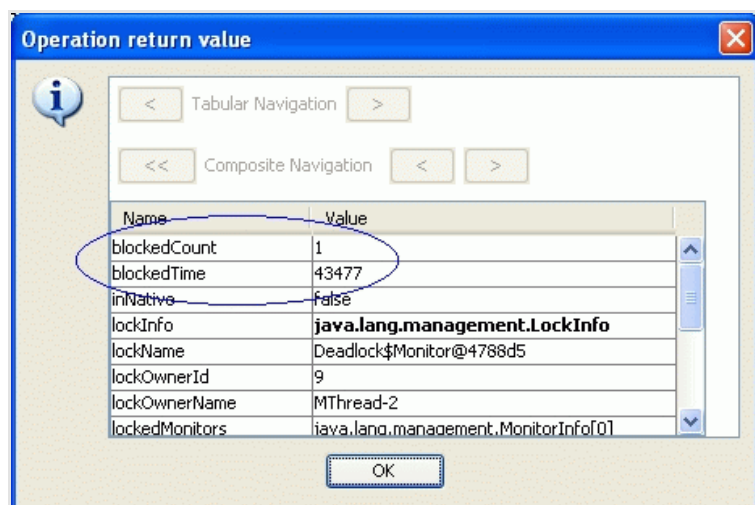 Operation return value
< Tabular Navigation >
<< Composite Navigation < >
Name Value
blockedCount 1
blockedTime 43477
inNative false
lockInfo java.lang.management.LockInfo
lockName Deadlock$Monitor@4788d5
lockOwnerId 9
lockOwnerName MThread-2
lockedMonitors java.lang.management.MonitorInfo[0]
OK